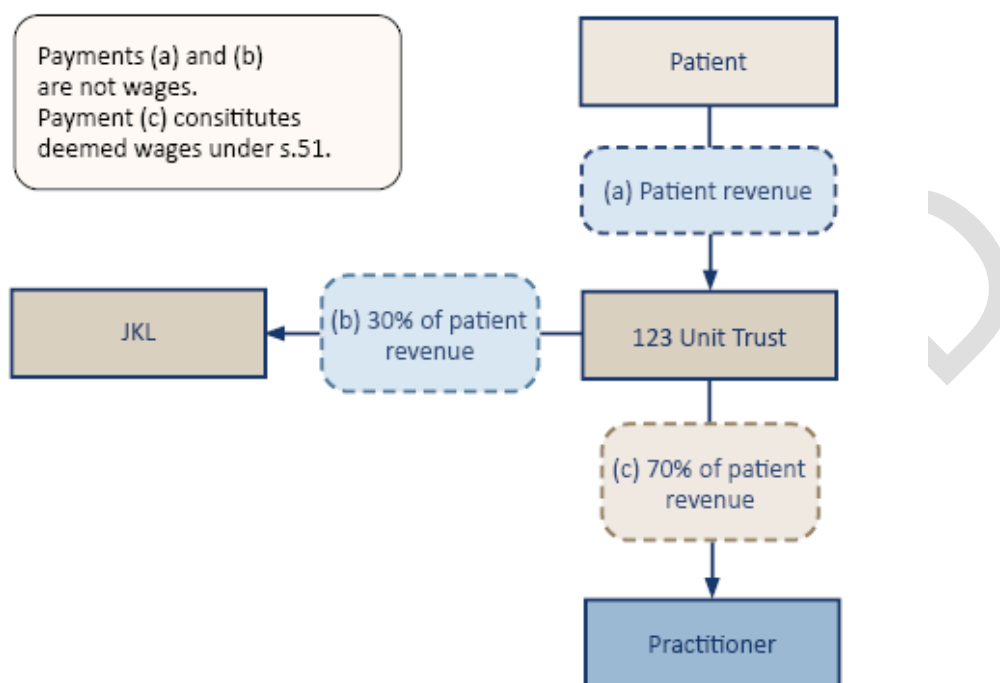 Payments (a) and (b)
are not wages.
Payment (c) consititutes
deemed wages under s.51.
Patient
(a) Patient revenue
JKL
(b) 30% of patient
revenue
123 Unit Trust
(c) 70% of patient
revenue
Practitioner